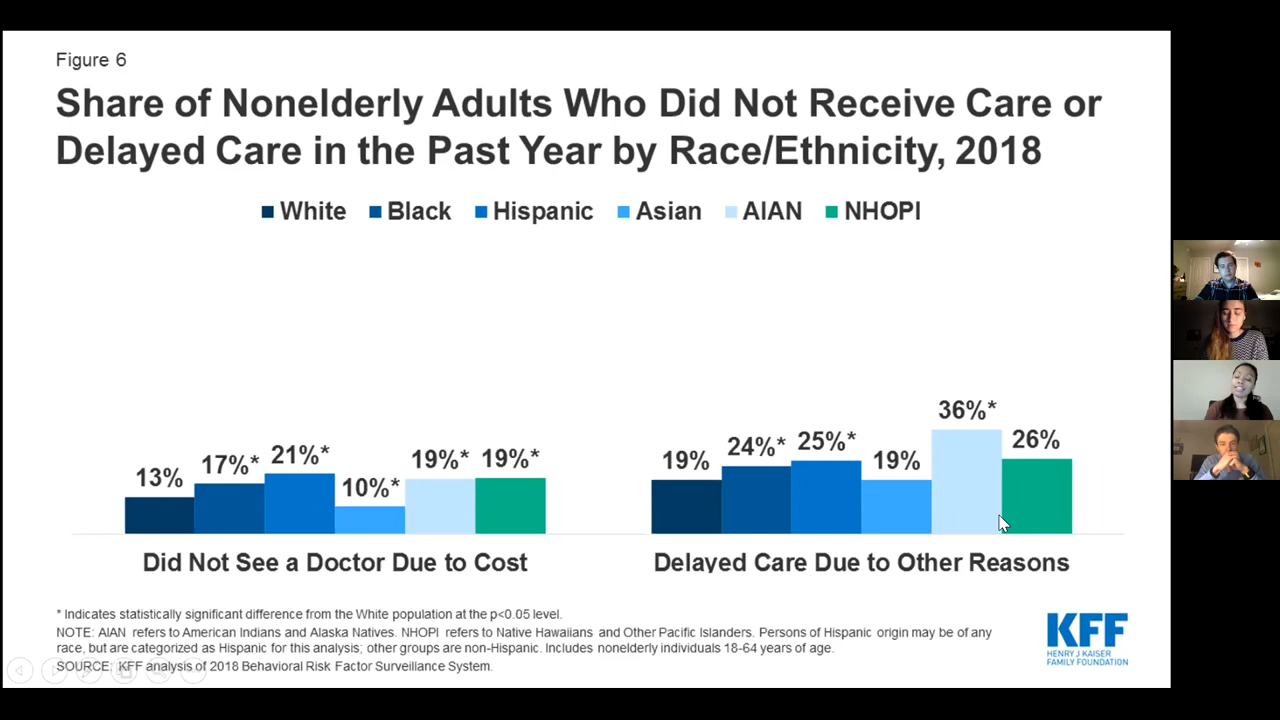 Figure 6
Share of Nonelderly Adults Who Did Not Receive Care or
Delayed Care in the Past Year by Race/Ethnicity, 2018
White Black Hispanic Asian AIAN NHOPI
13% 17%* 21%* 10%* 19%* 19%*
Did Not See a Doctor Due to Cost
19% 24%* 25%* 19% 36%* 26%
Delayed Care Due to Other Reasons
* Indicates statistically significant difference from the White population at the p<0.05 level.
NOTE: AIAN refers to American Indians and Alaska Natives. NHOPI refers to Native Hawaiians and Other Pacific Islanders. Persons of Hispanic origin may be of any
race, but are categorized as Hispanic for this analysis; other groups are non-Hispanic. Includes nonelderly individuals 18-64 years of age.
SOURCE: KFF analysis of 2018 Behavioral Risk Factor Surveillance System.
KFF
HENRY J KAISER
FAMILY FOUNDATION